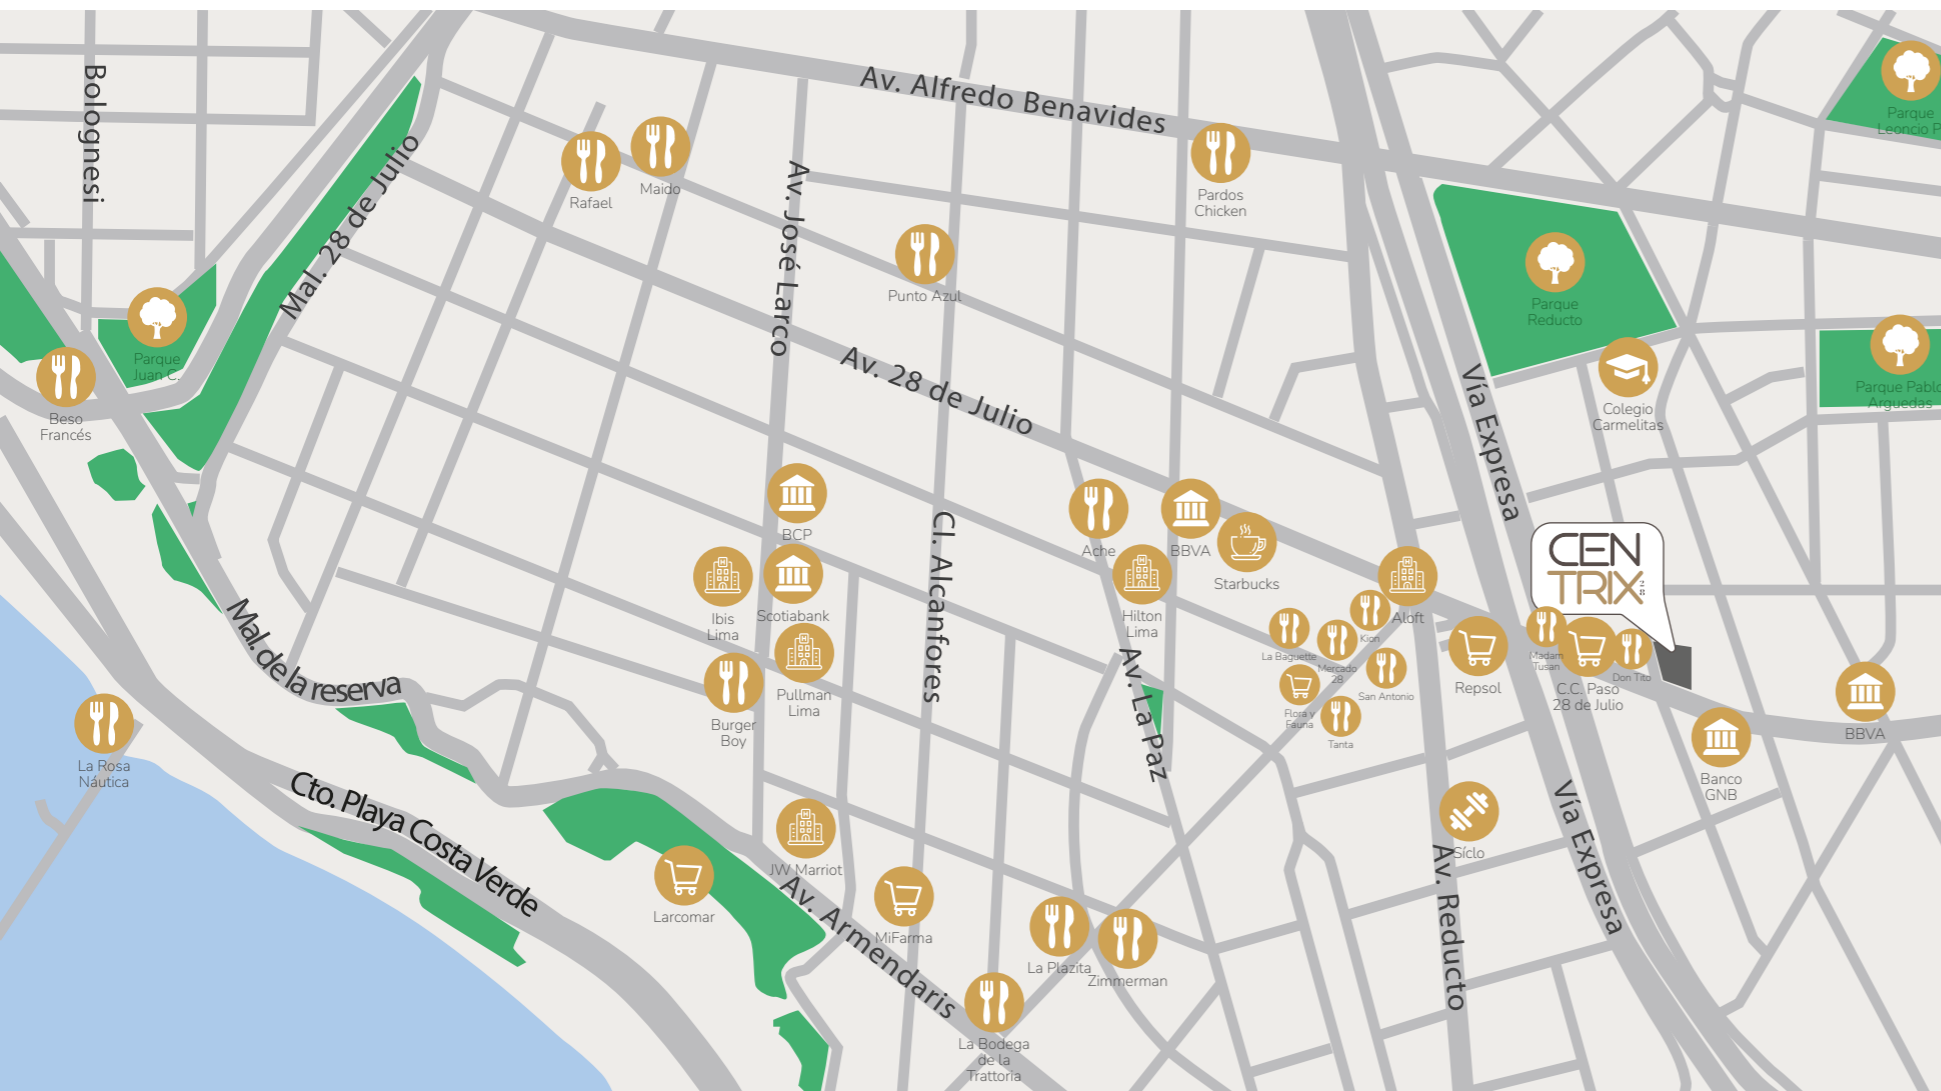 Bolognesi
Mal. 28 de Julio
Av. Alfredo Benavides
Av. José Larco
Rafael
Maido
Punto Azul
Pardos
Chicken
Parque
Parque
Reducto
Parque
Juan C.
Beso
Francés
Av. 28 de Julio
Vía Expresa
Colegio
Carmelitas
Parque Pablo
Arguedas
BCP
Ibis
Lima
Scotiabank
Pullman
Lima
Burger
Boy
Cl. Alcanfores
Ache
BBVA
Starbucks
Hilton
Lima
Av. La Paz
La Baguette
Mercado
28
Kion
Aloft
San Antonio
Flora y
Fauna
Tanta
Repsol
CEN
TRIX
Madam
Tusan
C.C. Paso
28 de Julio
Don Tito
Banco
GNB
BBVA
Mal. de la reserva
La Rosa
Náutica
Cto. Playa Costa Verde
Larcomar
JW Marriot
Av. Armendaris
MiFarma
La Plazita
Zimmerman
La Bodega
de la
Trattoria
Síclo
Av. Reducto
Vía Expresa